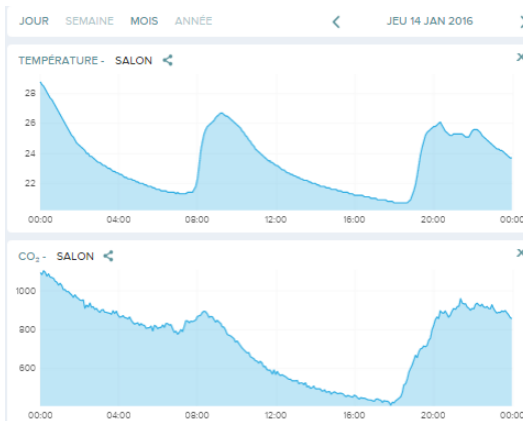 JOUR SEMAINE MOIS ANNÉE JEU 14 JAN 2016
TEMPÉRATURE - SALON
28
26
24
22
00:00 04:00 08:00 12:00 16:00 20:00 00:00
CO₂ - SALON
1000
800
600
00:00 04:00 08:00 12:00 16:00 20:00 00:00